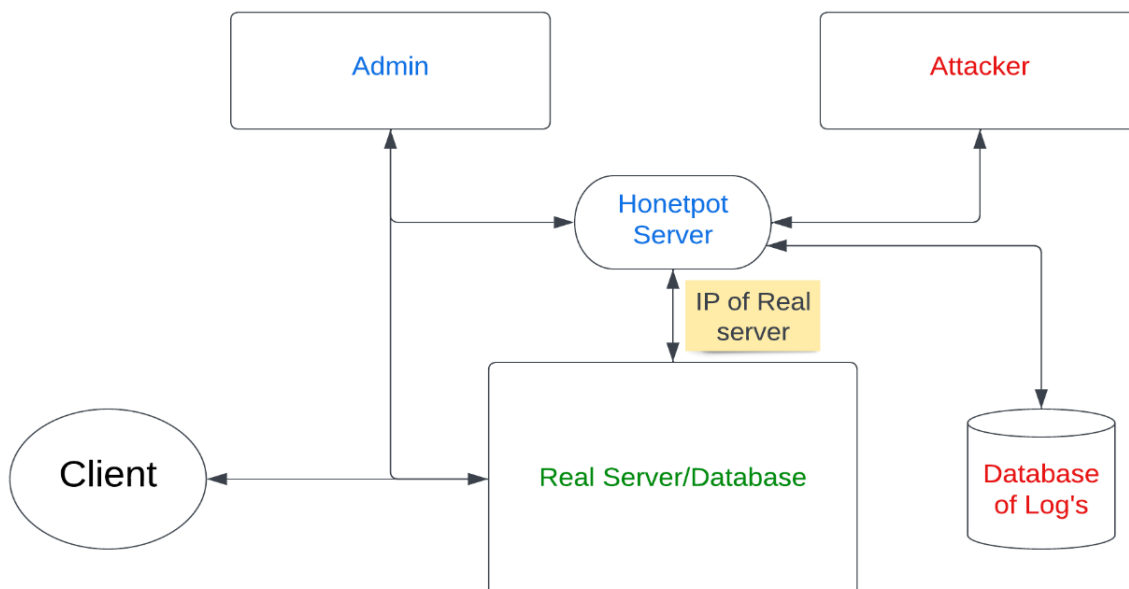 Admin
Attacker
Honetpot
Server
IP of Real
server
Client
Real Server/Database
Database
of Log's